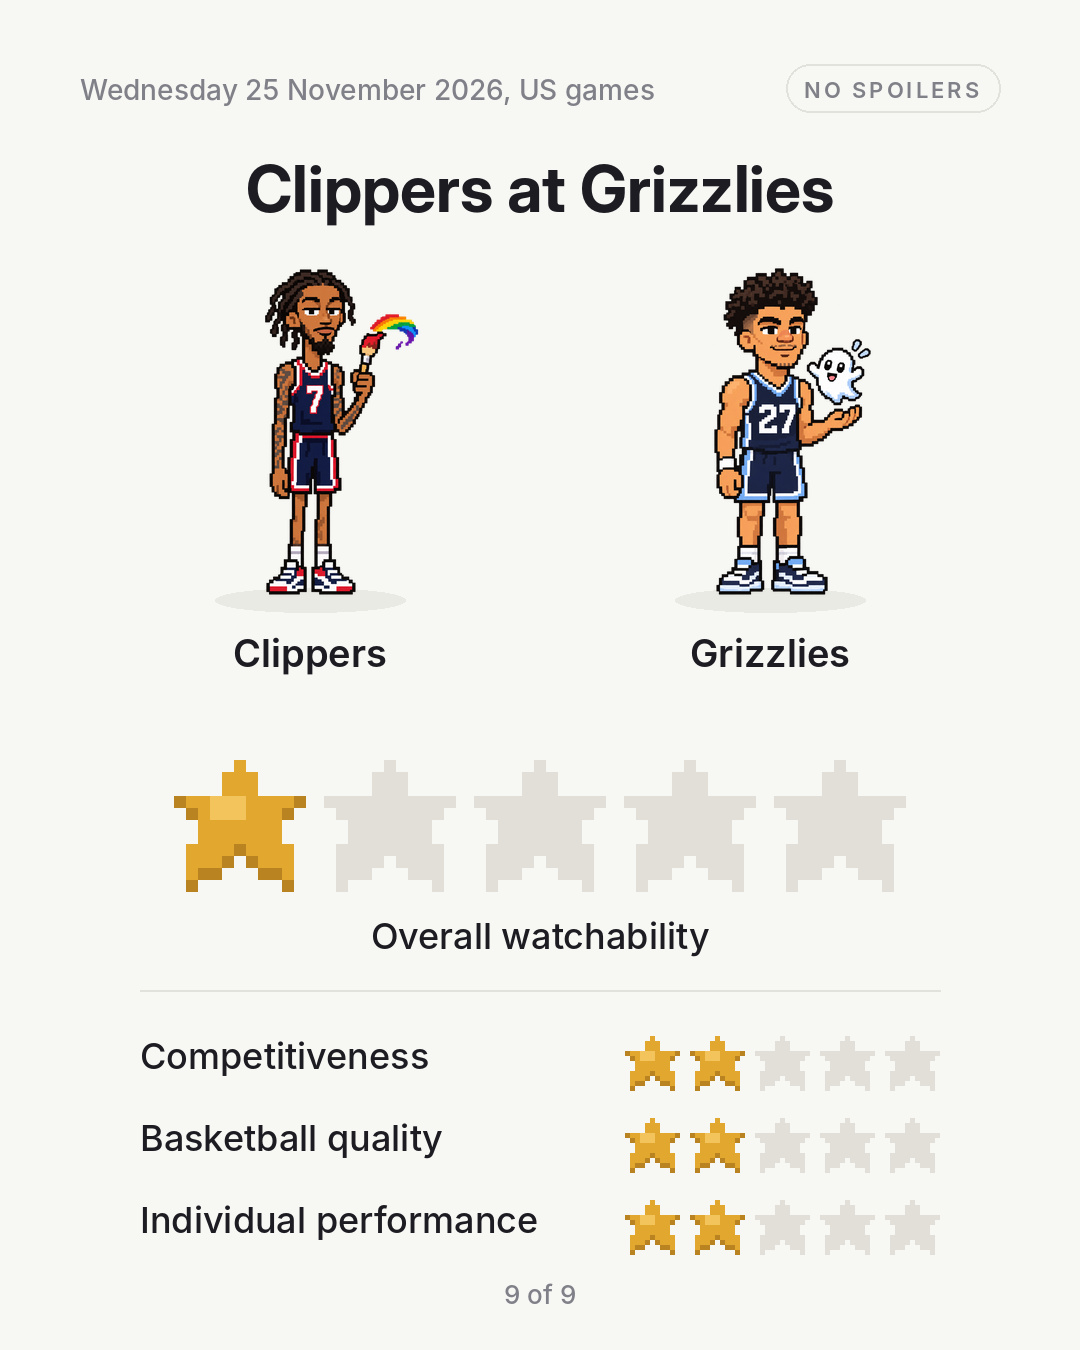 Wednesday 25 November 2026, US games
NO SPOILERS
Clippers at Grizzlies
7
27
Clippers
Grizzlies
Overall watchability
Competitiveness
Basketball quality
Individual performance
9 of 9